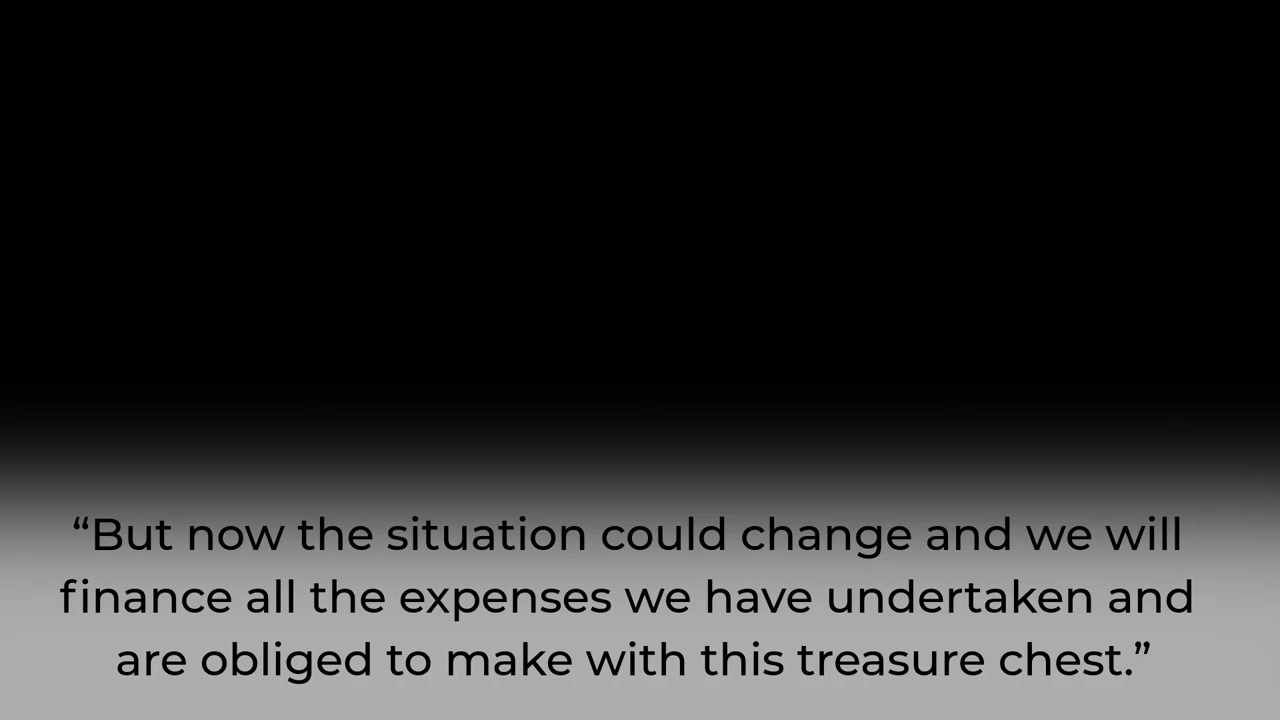 “But now the situation could change and we will
finance all the expenses we have undertaken and
are obliged to make with this treasure chest.”